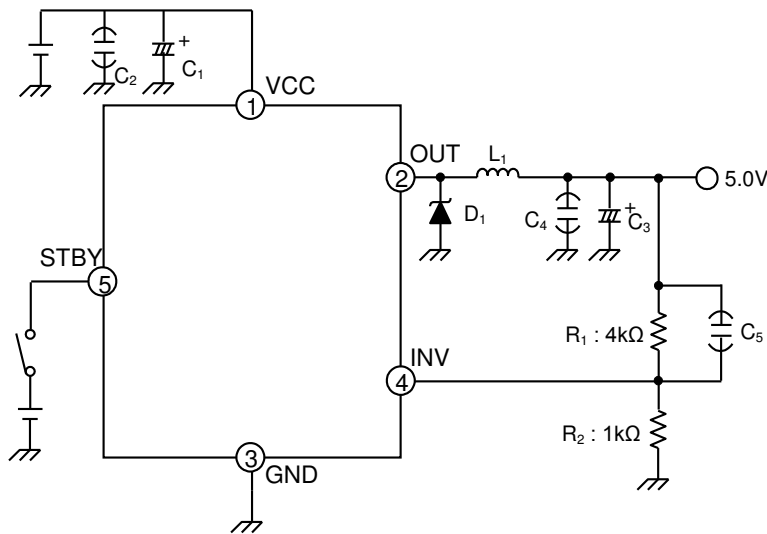 C₂
C₁
VCC
1
OUT
2
L₁
5.0V
D₁
C₄
+
C₃
+
STBY
5
R₁ : 4kΩ
C₅
INV
4
R₂ : 1kΩ
3
GND